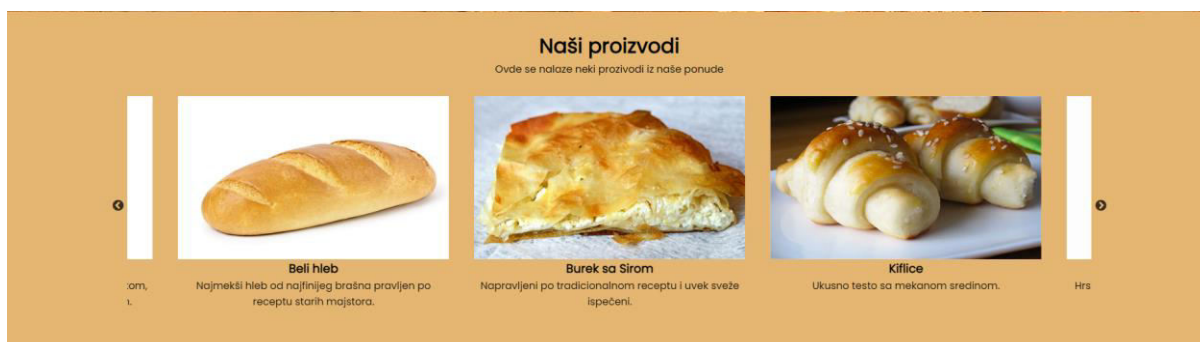 Naši proizvodi
Ovde se nalaze neki prozivodi iz naše ponude
Beli hleb
Najmekši hleb od najfinijeg brašna pravljen po
receptu starih majstora.
Burek sa Sirom
Napravljeni po tradicionalnom receptu i uvek sveže
ispečeni.
Kiflice
Ukusno testo sa mekanom sredinom.
Hrs